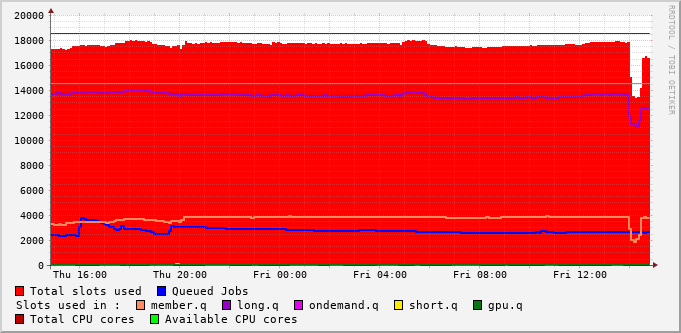 20000
18000
16000
14000
12000
10000
8000
6000
4000
2000
0
Thu 16:00 Thu 20:00 Fri 00:00 Fri 04:00 Fri 08:00 Fri 12:00
RRDTOOL / TOBI OETIKER
Total slots used Queued Jobs
Slots used in : member.q long.q ondemand.q short.q gpu.q
Total CPU cores Available CPU cores